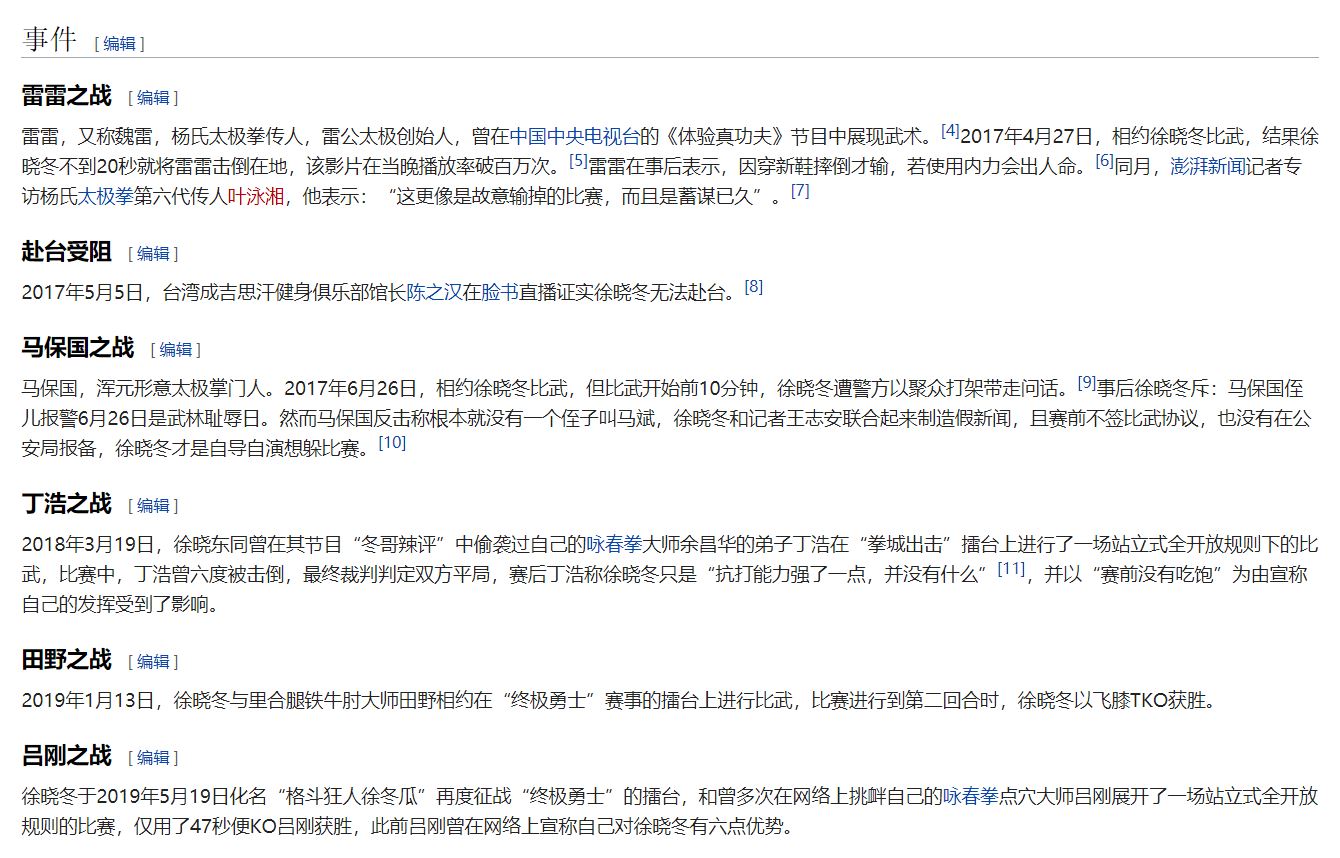 事件 [编辑]
雷雷之战 [编辑]
雷雷，又称魏雷，杨氏太极拳传人，雷公太极创始人，曾在中国中央电视台的《体验真功夫》节目中展现武术。[4]2017年4月27日，相约徐晓冬比武，结果徐
晓冬不到20秒就将雷雷击倒在地，该影片在当晚播放率破百万次。[5]雷雷在事后表示，因穿新鞋摔倒才输，若使用内力会出人命。[6]同月，澎湃新闻记者专
访杨氏太极拳第六代传人叶泳湘，他表示：“这更像是故意输掉的比赛，而且是蓄谋已久”。[7]
赴台受阻 [编辑]
2017年5月5日，台湾成吉思汗健身俱乐部馆长陈之汉在脸书直播证实徐晓冬无法赴台。[8]
马保国之战 [编辑]
马保国，浑元形意太极掌门人。2017年6月26日，相约徐晓冬比武，但比武开始前10分钟，徐晓冬遭警方以聚众打架带走问话。[9]事后徐晓冬斥：马保国侄
儿报警6月26日是武林耻辱日。然而马保国反击称根本就没有一个侄子叫马斌，徐晓冬和记者王志安联合起来制造假新闻，且赛前不签比武协议，也没有在公
安局报备，徐晓冬才是自导自演想躲比赛。[10]
丁浩之战 [编辑]
2018年3月19日，徐晓东同曾在其节目“冬哥辣评”中偷袭过自己的咏春拳大师余昌华的弟子丁浩在“拳城出击”擂台上进行了一场站立式全开放规则下的比
武，比赛中，丁浩曾六度被击倒，最终裁判判定双方平局，赛后丁浩称徐晓冬只是“抗打能力强了一点，并没有什么”[11]，并以“赛前没有吃饱”为由宣称
自己的发挥受到了影响。
田野之战 [编辑]
2019年1月13日，徐晓冬与里合腿铁牛肘大师田野相约在“终极勇士”赛事的擂台上进行比武，比赛进行到第二回合时，徐晓冬以飞膝TKO获胜。
吕刚之战 [编辑]
徐晓冬于2019年5月19日化名“格斗狂人徐冬瓜”再度征战“终极勇士”的擂台，和曾多次在网络上挑衅自己的咏春拳点穴大师吕刚展开了一场站立式全开放
规则的比赛，仅用了47秒便KO吕刚获胜，此前吕刚曾在网络上宣称自己对徐晓冬有六点优势。